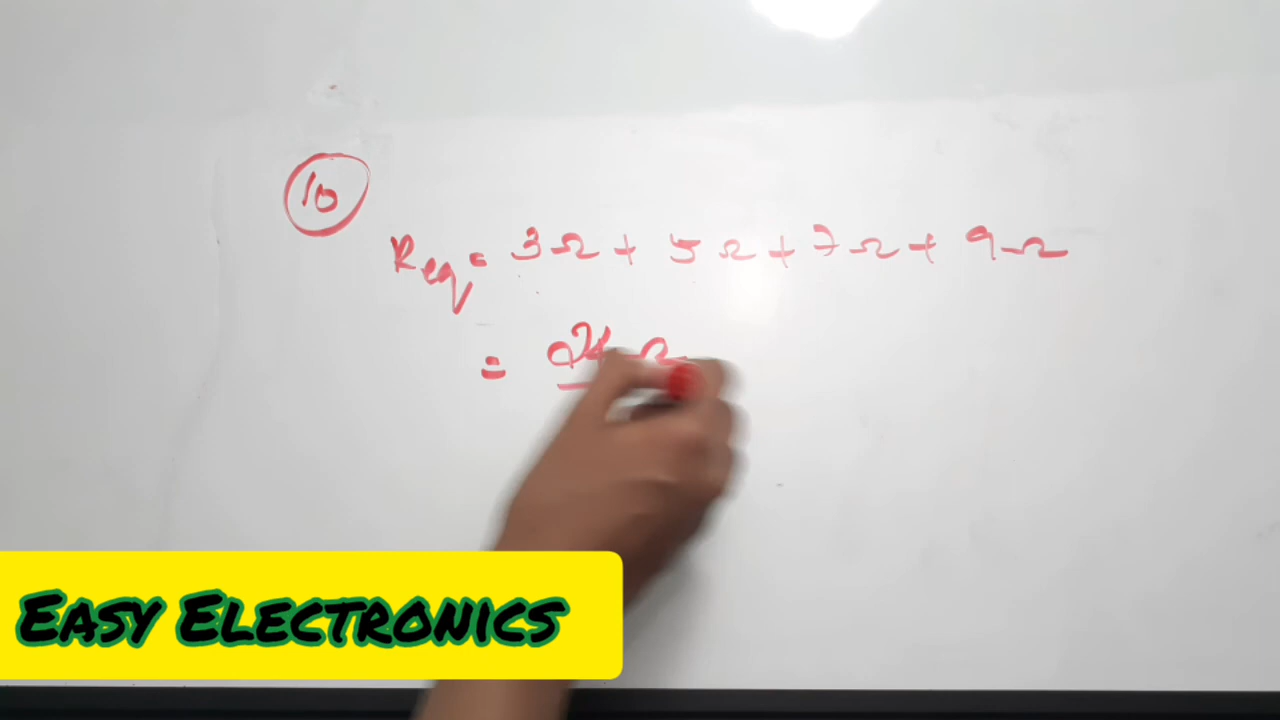 10
Req = 3Ω + 5Ω + 7Ω + 9Ω
= 24 Ω
EASY ELECTRONICS